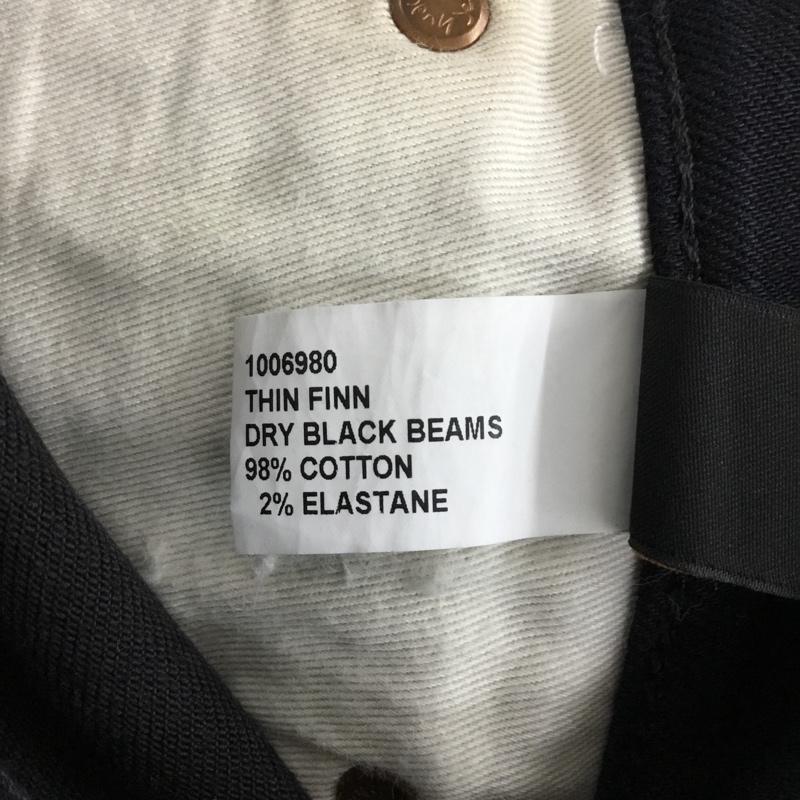 1006980
THIN FINN
DRY BLACK BEAMS
98% COTTON
2% ELASTANE